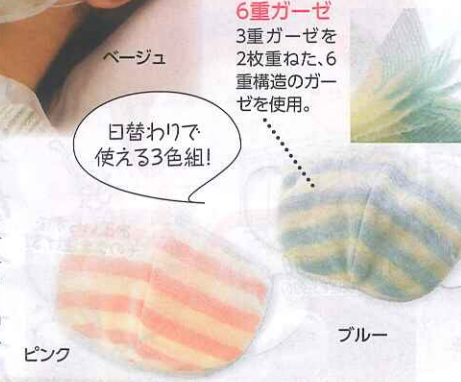 6重ガーゼ
3重ガーゼを
2枚重ねた、6
重構造のガー
ゼを使用。
ベージュ
日替わりで
使える3色組!
ブルー
ピンク